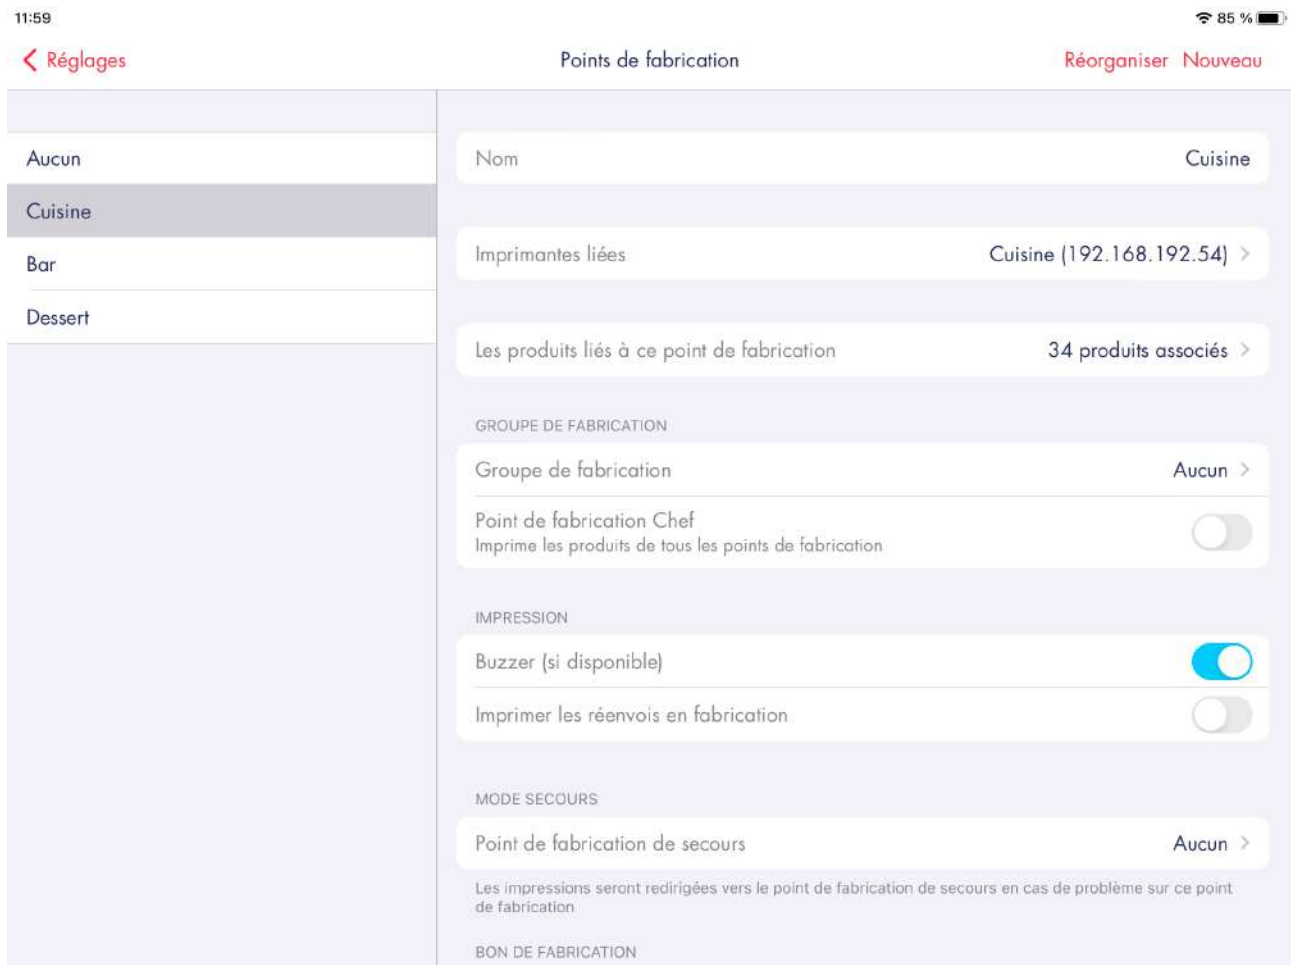 11:59
85 %
Réglages
Points de fabrication
Réorganiser Nouveau
Aucun
Cuisine
Bar
Dessert
Nom
Cuisine
Imprimantes liées
Cuisine (192.168.192.54)
Les produits liés à ce point de fabrication
34 produits associés
GROUPE DE FABRICATION
Groupe de fabrication
Aucun
Point de fabrication Chef
Imprime les produits de tous les points de fabrication
IMPRESSION
Buzzer (si disponible)
Imprimer les réenvois en fabrication
MODE SECOURS
Point de fabrication de secours
Aucun
Les impressions seront redirigées vers le point de fabrication de secours en cas de problème sur ce point
de fabrication
BON DE FABRICATION